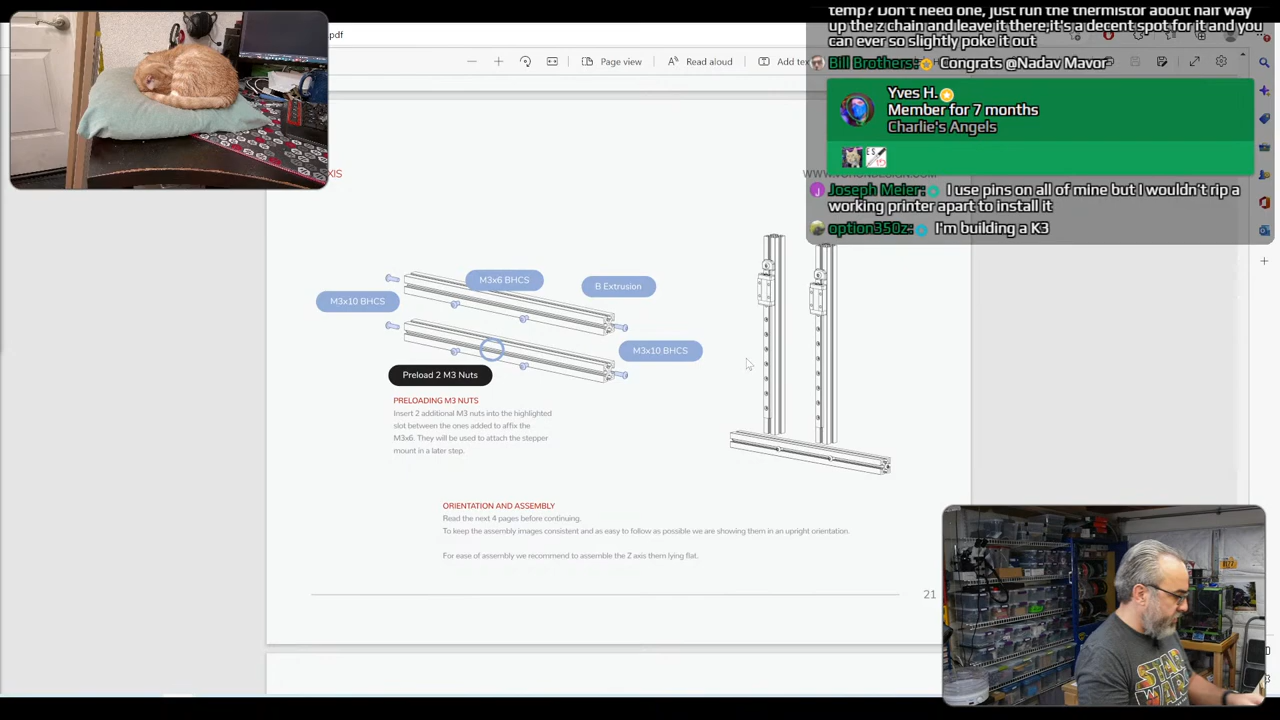 temp? Don't need one, just run the thermistor about half way
up the z chain and leave it there,it's a decent spot for it and you
can ever so slightly poke it out
Bill Brothers: Congrats @Nadav Mavor
Yves H.
Member for 7 months
Charlie's Angels
Joseph Meier: I use pins on all of mine but I wouldn't rip a
working printer apart to install it
option350z: I'm building a K3
.pdf
Page view
Read aloud
Add text
XIS
M3x6 BHCS
B Extrusion
M3x10 BHCS
M3x10 BHCS
Preload 2 M3 Nuts
PRELOADING M3 NUTS
Insert 2 additional M3 nuts into the highlighted
slot between the ones added to affix the
M3x6. They will be used to attach the stepper
mount in a later step.
ORIENTATION AND ASSEMBLY
Read the next 4 pages before continuing.
To keep the assembly images consistent and as easy to follow as possible we are showing them in an upright orientation.
For ease of assembly we recommend to assemble the Z axis them lying flat.
21
STAR
WARS